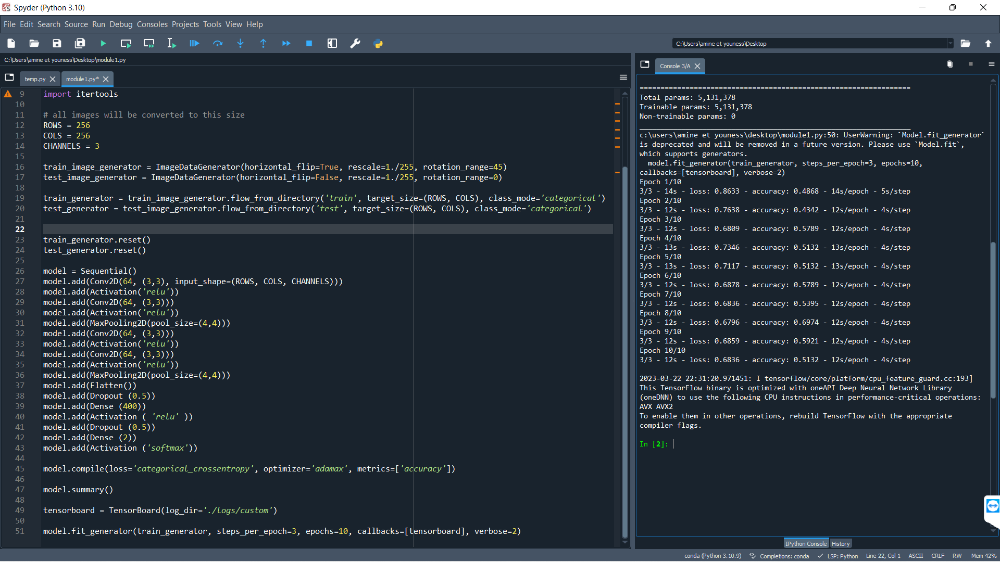 Spyder (Python 3.10)
File Edit Search Source Run Debug Consoles Projects Tools View Help
C:\Users\amine et youness\Desktop
C:\Users\amine et youness\Desktop\module1.py
temp.py
module1.py*
9 import itertools
10
11 # all images will be converted to this size
12 ROWS = 256
13 COLS = 256
14 CHANNELS = 3
15
16 train_image_generator = ImageDataGenerator(horizontal_flip=True, rescale=1./255, rotation_range=45)
17 test_image_generator = ImageDataGenerator(horizontal_flip=False, rescale=1./255, rotation_range=0)
18
19 train_generator = train_image_generator.flow_from_directory('train', target_size=(ROWS, COLS), class_mode='categorical')
20 test_generator = test_image_generator.flow_from_directory('test', target_size=(ROWS, COLS), class_mode='categorical')
21
22
23 train_generator.reset()
24 test_generator.reset()
25
26 model = Sequential()
27 model.add(Conv2D(64, (3,3), input_shape=(ROWS, COLS, CHANNELS)))
28 model.add(Activation('relu'))
29 model.add(Conv2D(64, (3,3)))
30 model.add(Activation('relu'))
31 model.add(MaxPooling2D(pool_size=(4,4)))
32 model.add(Conv2D(64, (3,3)))
33 model.add(Activation('relu'))
34 model.add(Conv2D(64, (3,3)))
35 model.add(Activation('relu'))
36 model.add(MaxPooling2D(pool_size=(4,4)))
37 model.add(Flatten())
38 model.add(Dropout (0.5))
39 model.add(Dense (400))
40 model.add(Activation ( 'relu' ))
41 model.add(Dropout (0.5))
42 model.add(Dense (2))
43 model.add(Activation ('softmax'))
44
45 model.compile(loss='categorical_crossentropy', optimizer='adamax', metrics=['accuracy'])
46
47 model.summary()
48
49 tensorboard = TensorBoard(log_dir='./logs/custom')
50
51 model.fit_generator(train_generator, steps_per_epoch=3, epochs=10, callbacks=[tensorboard], verbose=2)
Console 3/A
=================================================================
Total params: 5,131,378
Trainable params: 5,131,378
Non-trainable params: 0
_________________________________________________________________
c:\users\amine et youness\desktop\module1.py:50: UserWarning: `Model.fit_generator`
is deprecated and will be removed in a future version. Please use `Model.fit`,
which supports generators.
model.fit_generator(train_generator, steps_per_epoch=3, epochs=10,
callbacks=[tensorboard], verbose=2)
Epoch 1/10
3/3 - 14s - loss: 0.8633 - accuracy: 0.4868 - 14s/epoch - 5s/step
Epoch 2/10
3/3 - 12s - loss: 0.7638 - accuracy: 0.4342 - 12s/epoch - 4s/step
Epoch 3/10
3/3 - 12s - loss: 0.6809 - accuracy: 0.5789 - 12s/epoch - 4s/step
Epoch 4/10
3/3 - 13s - loss: 0.7346 - accuracy: 0.5132 - 13s/epoch - 4s/step
Epoch 5/10
3/3 - 13s - loss: 0.7117 - accuracy: 0.5132 - 13s/epoch - 4s/step
Epoch 6/10
3/3 - 12s - loss: 0.6878 - accuracy: 0.5789 - 12s/epoch - 4s/step
Epoch 7/10
3/3 - 12s - loss: 0.6836 - accuracy: 0.5395 - 12s/epoch - 4s/step
Epoch 8/10
3/3 - 12s - loss: 0.6796 - accuracy: 0.6974 - 12s/epoch - 4s/step
Epoch 9/10
3/3 - 12s - loss: 0.6859 - accuracy: 0.5921 - 12s/epoch - 4s/step
Epoch 10/10
3/3 - 12s - loss: 0.6836 - accuracy: 0.5132 - 12s/epoch - 4s/step
2023-03-22 22:31:20.971451: I tensorflow/core/platform/cpu_feature_guard.cc:193]
This TensorFlow binary is optimized with oneAPI Deep Neural Network Library
(oneDNN) to use the following CPU instructions in performance-critical operations:
AVX AVX2
To enable them in other operations, rebuild TensorFlow with the appropriate
compiler flags.
In [2]:
IPython Console History
conda (Python 3.10.9) Completions: conda LSP: Python Line 22, Col 1 ASCII CRLF RW Mem 42%